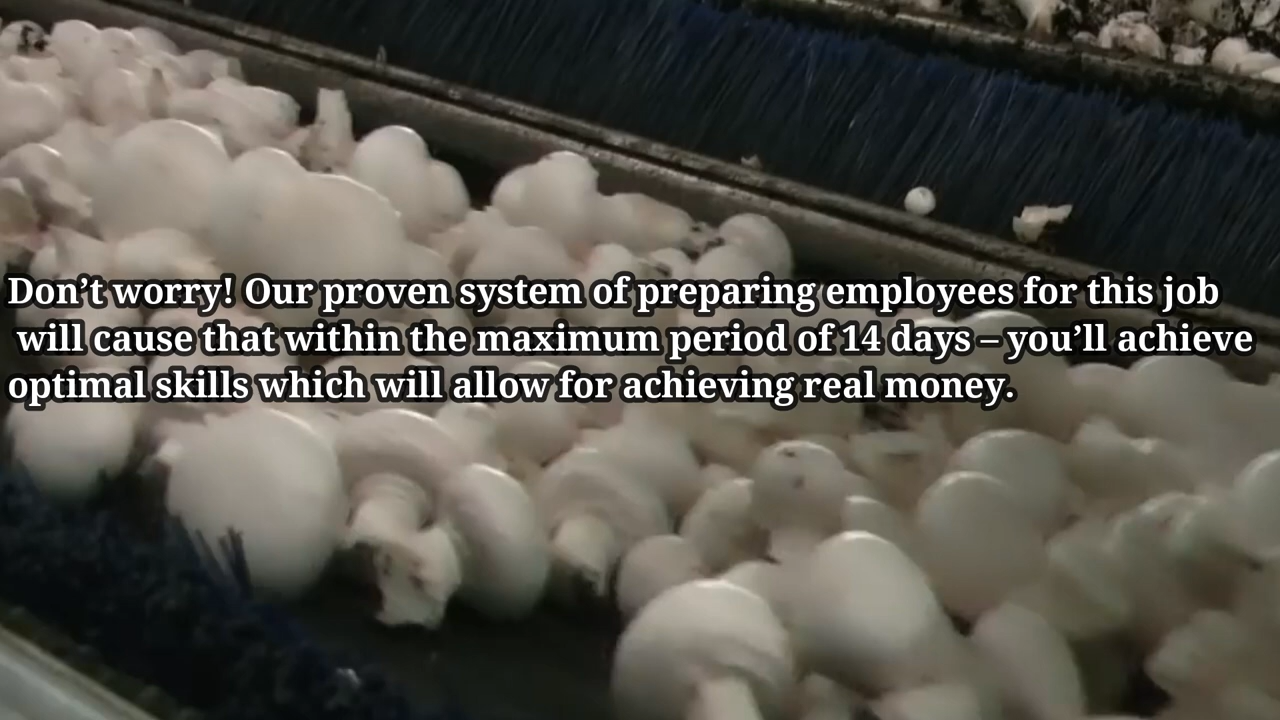 Don’t worry! Our proven system of preparing employees for this job
will cause that within the maximum period of 14 days – you’ll achieve
optimal skills which will allow for achieving real money.